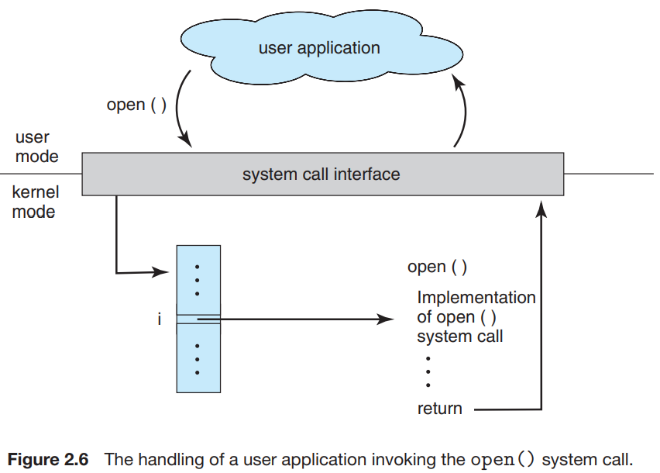 user application
open ( )
user
mode
system call interface
kernel
mode
open ( )
i
Implementation
of open ( )
system call
return
Figure 2.6 The handling of a user application invoking the open() system call.